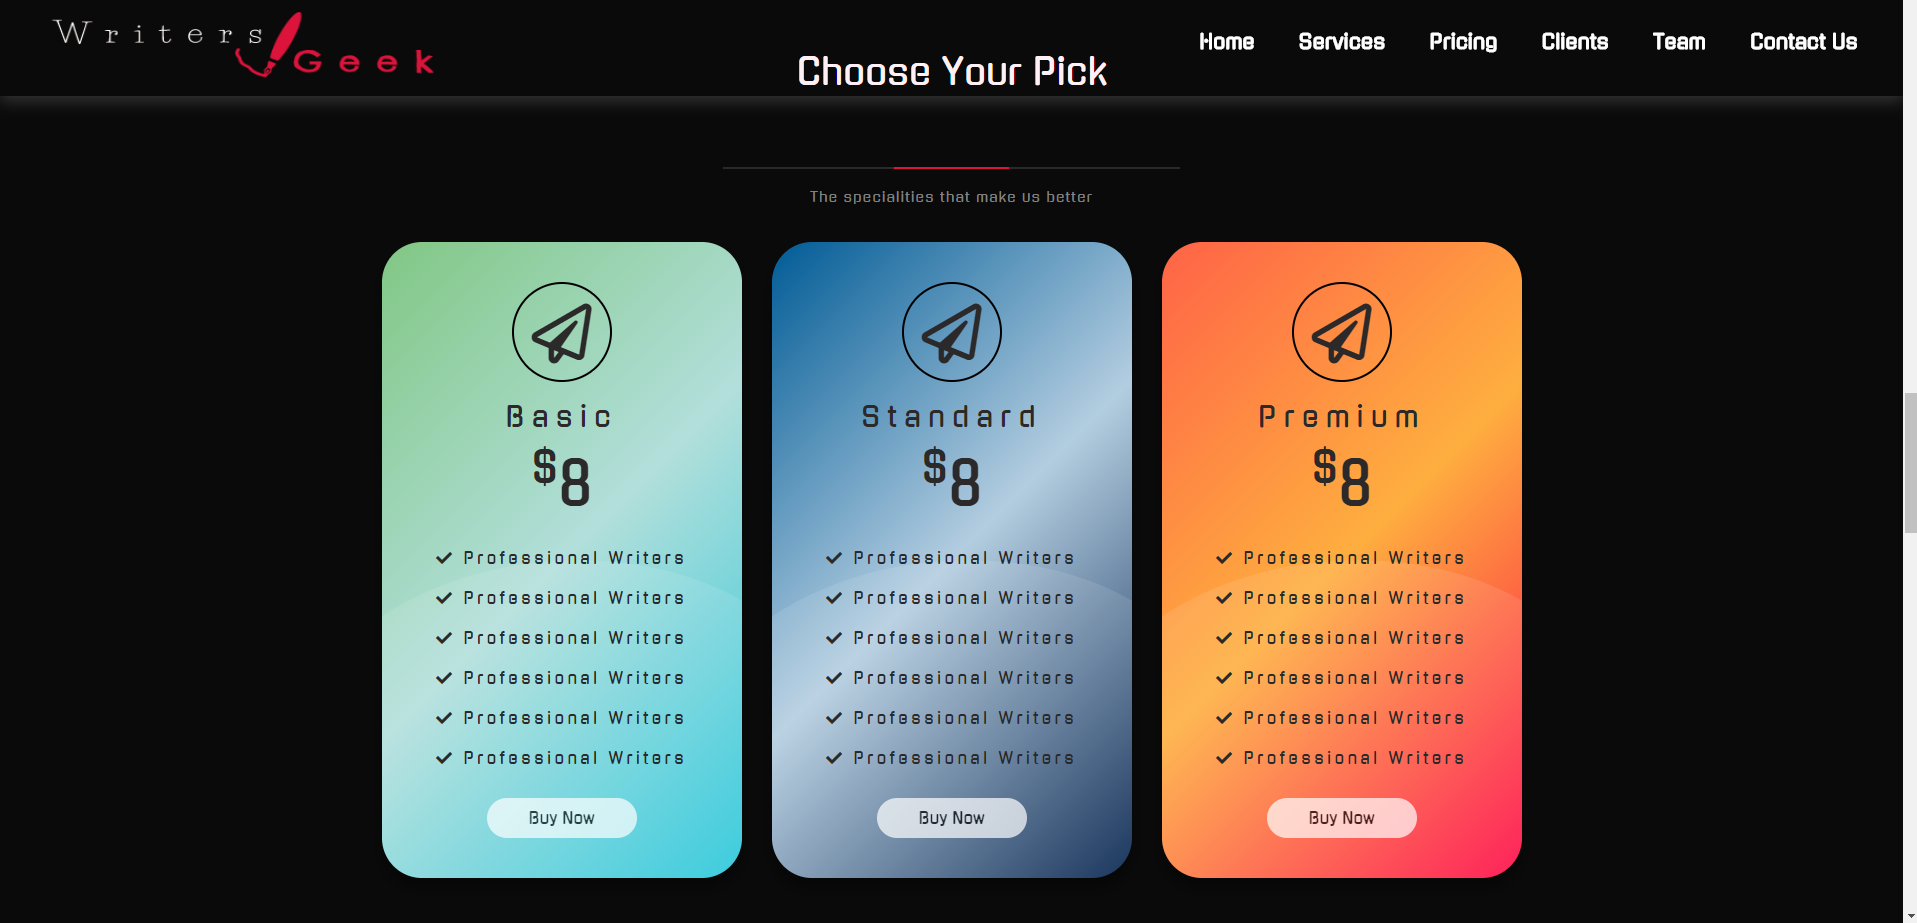 Writers
Geek
Home Services Pricing Clients Team Contact Us
Choose Your Pick
The specialities that make us better
Basic
$8
Professional Writers
Professional Writers
Professional Writers
Professional Writers
Professional Writers
Professional Writers
Buy Now
Standard
$8
Professional Writers
Professional Writers
Professional Writers
Professional Writers
Professional Writers
Professional Writers
Buy Now
Premium
$8
Professional Writers
Professional Writers
Professional Writers
Professional Writers
Professional Writers
Professional Writers
Buy Now